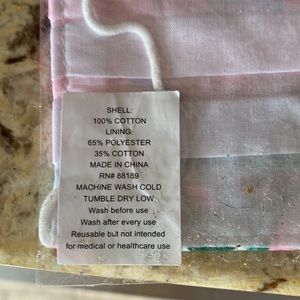 SHELL:
100% COTTON
LINING:
65% POLYESTER
35% COTTON
MADE IN CHINA
RN# 88189
MACHINE WASH COLD
TUMBLE DRY LOW
Wash before use
Wash after every use
Reusable but not intended
for medical or healthcare use